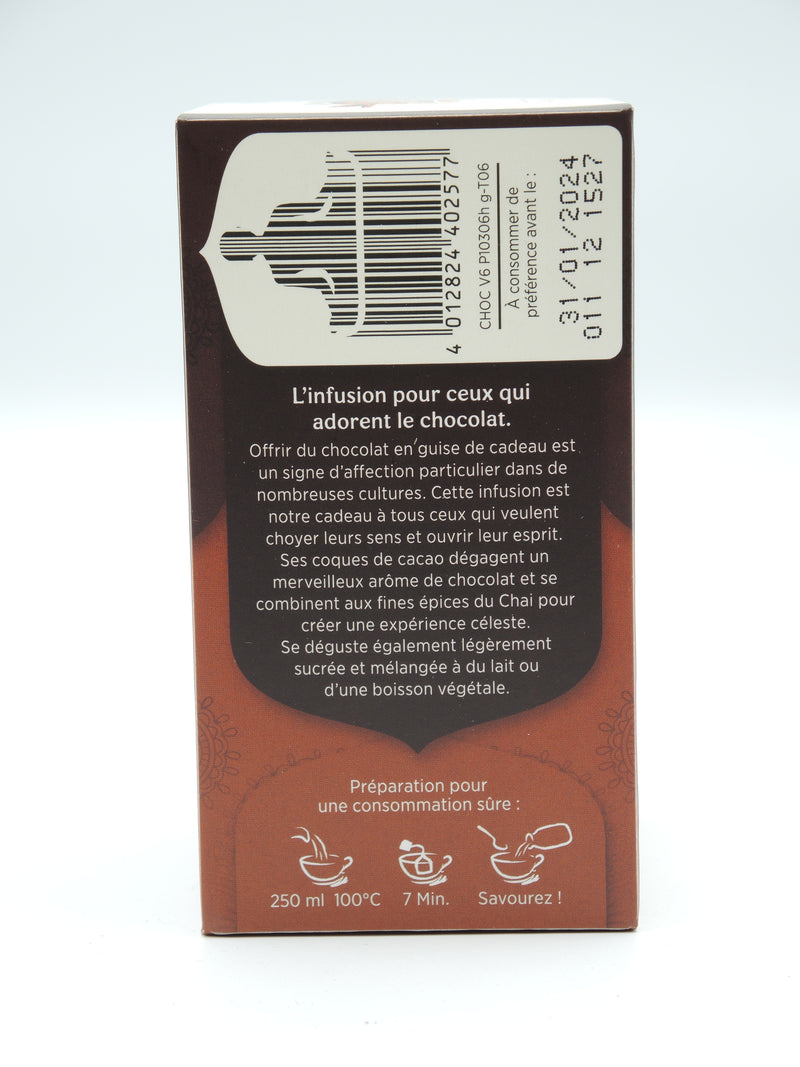 4 012824 402577
CHOC V6 P10306h g-T06
À consommer de
préférence avant le :
31/01/2024
011 12 1527
L'infusion pour ceux qui
adorent le chocolat.
Offrir du chocolat en guise de cadeau est
un signe d'affection particulier dans de
nombreuses cultures. Cette infusion est
notre cadeau à tous ceux qui veulent
choyer leurs sens et ouvrir leur esprit.
Ses coques de cacao dégagent un
merveilleux arôme de chocolat et se
combinent aux fines épices du Chai pour
créer une expérience céleste.
Se déguste également légèrement
sucrée et mélangée à du lait ou
d'une boisson végétale.
Préparation pour
une consommation sûre :
250 ml 100°C 7 Min. Savourez !